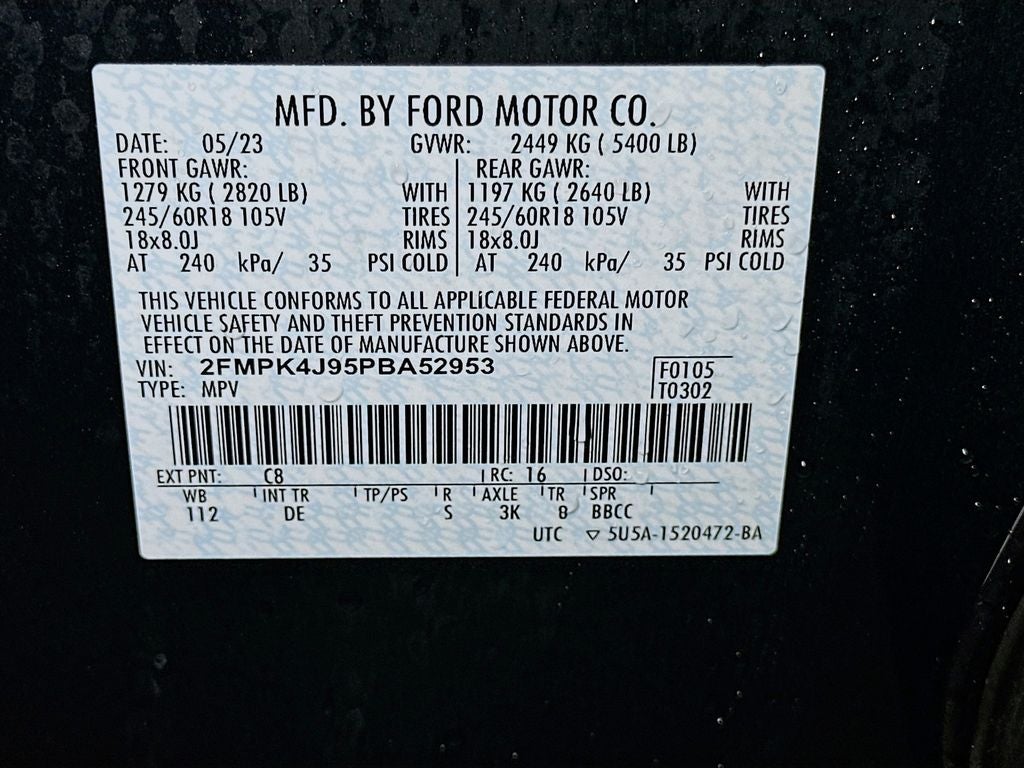 MFD. BY FORD MOTOR CO.
DATE: 05/23 GVWR: 2449 KG ( 5400 LB)
FRONT GAWR: REAR GAWR:
1279 KG ( 2820 LB) WITH 1197 KG ( 2640 LB) WITH
245/60R18 105V TIRES 245/60R18 105V TIRES
18x8.0J RIMS 18x8.0J RIMS
AT 240 kPa/ 35 PSI COLD AT 240 kPa/ 35 PSI COLD
THIS VEHICLE CONFORMS TO ALL APPLICABLE FEDERAL MOTOR
VEHICLE SAFETY AND THEFT PREVENTION STANDARDS IN
EFFECT ON THE DATE OF MANUFACTURE SHOWN ABOVE.
VIN: 2FMPK4J95PBA52953 F0105
TYPE: MPV T0302
EXT PNT: C8 RC: 16 DSO:
WB INT TR TP/PS R AXLE TR SPR
112 DE S 3K 8 BBCC
UTC ▽ 5U5A-1520472-BA